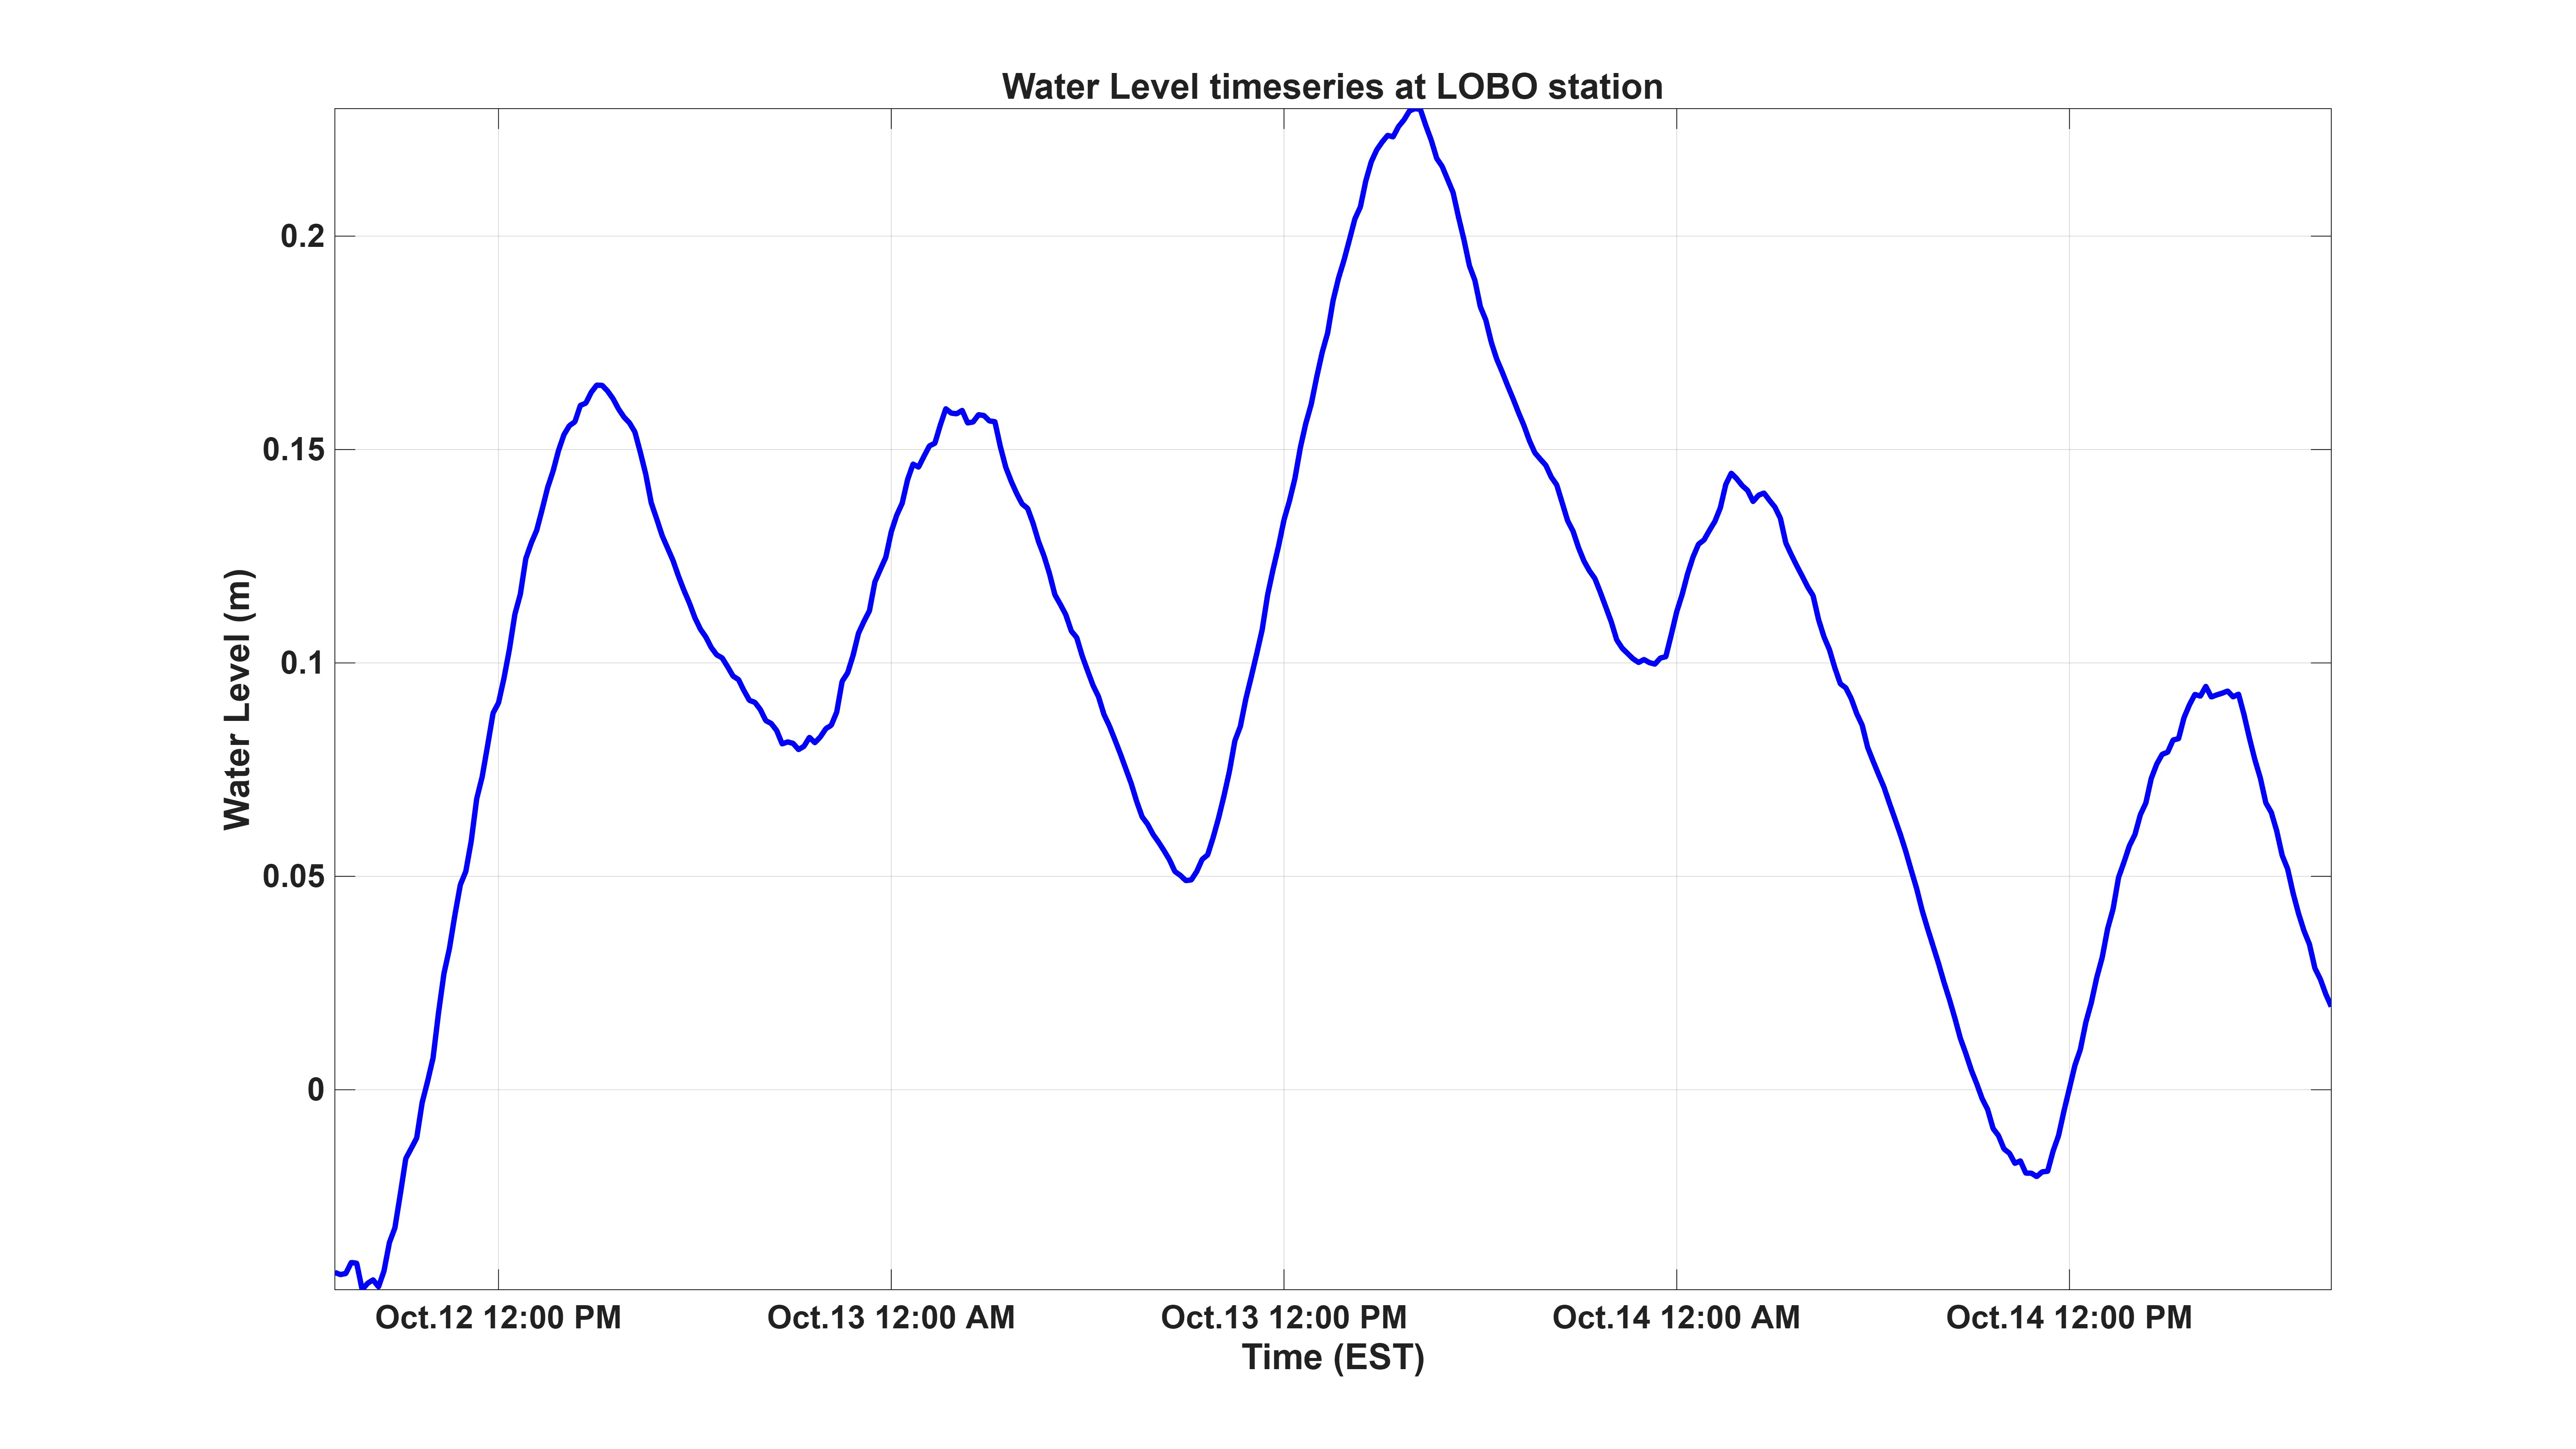 Water Level timeseries at LOBO station
0.2
0.15
0.1
0.05
0
Water Level (m)
Oct.12 12:00 PM Oct.13 12:00 AM Oct.13 12:00 PM Oct.14 12:00 AM Oct.14 12:00 PM
Time (EST)